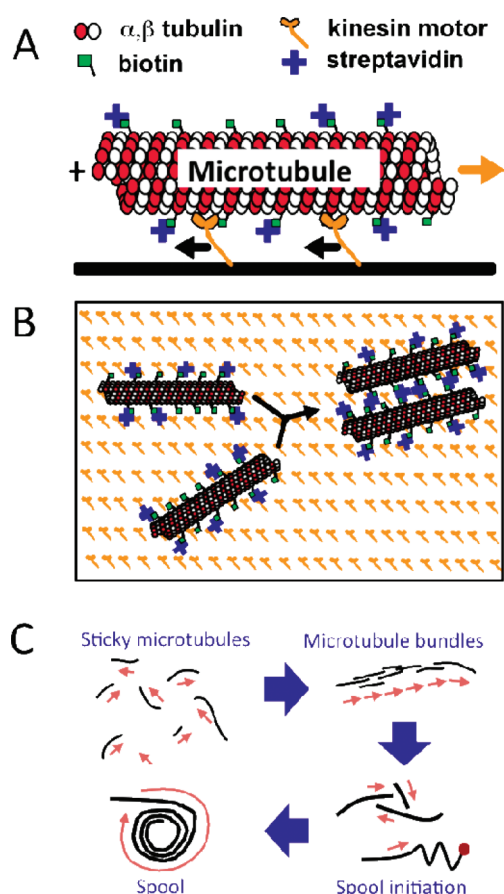 A
α,β tubulin
kinesin motor
biotin
streptavidin
+
Microtubule
B
C
Sticky microtubules
Microtubule bundles
Spool
Spool initiation